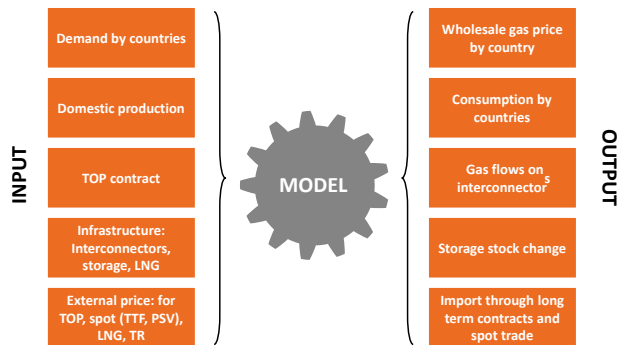 INPUT
Demand by countries
Domestic production
TOP contract
Infrastructure:
Interconnectors,
storage, LNG
External price: for
TOP, spot (TTF, PSV),
LNG, TR
MODEL
Wholesale gas price
by country
Consumption by
countries
Gas flows on
interconnectors
Storage stock change
Import through long
term contracts and
spot trade
OUTPUT